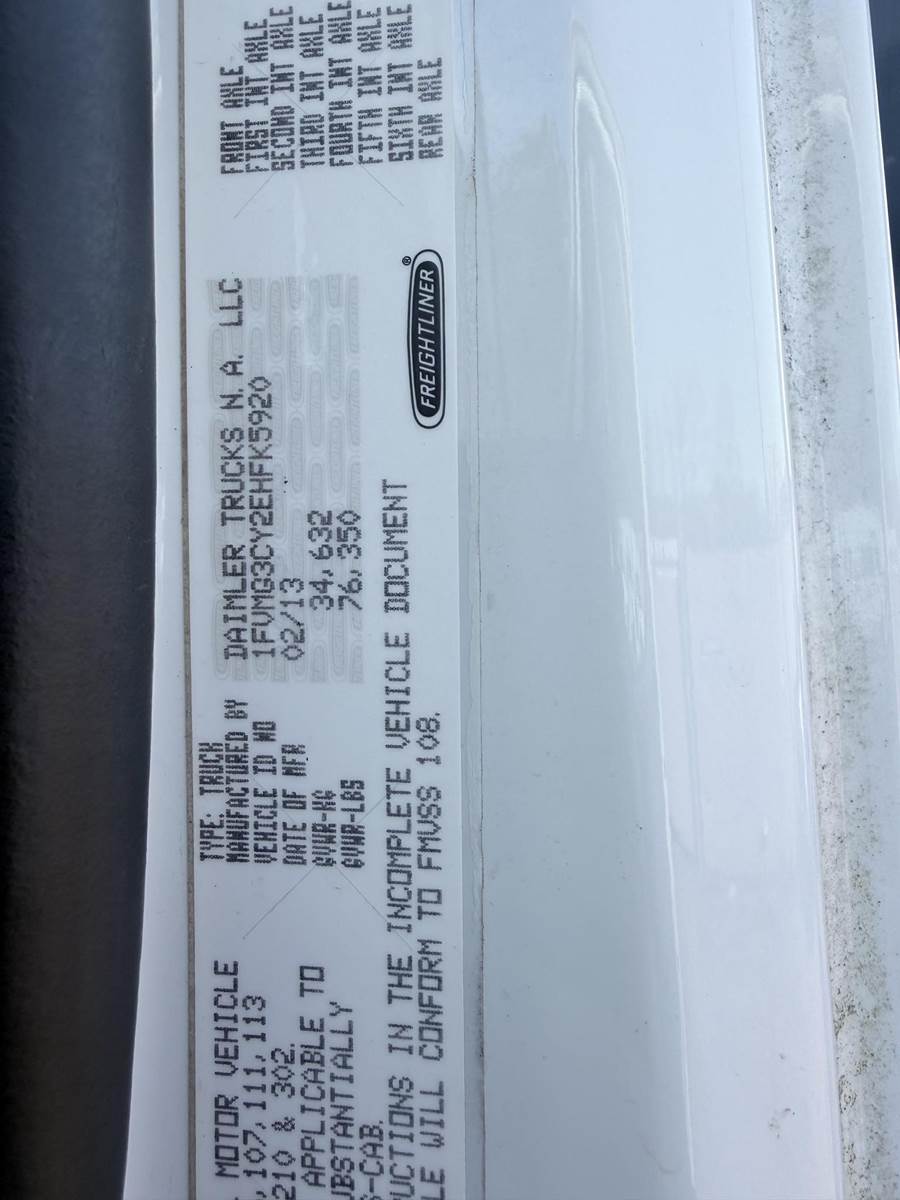 MOTOR VEHICLE
, 107, 111, 113
210 & 302.
APPLICABLE TO
UBSTANTIALLY
-CAB.
UCTIONS IN THE INCOMPLETE VEHICLE DOCUMENT
LE WILL CONFORM TO FMVSS 108.
TYPE: TRUCK
MANUFACTURED BY DAIMLER TRUCKS N.A. LLC
VEHICLE ID NO 1FVMG3CY2EHFK5920
DATE OF MFR 02/13
GVWR-KG 34,632
GVWR-LBS 76,350
FREIGHTLINER®
FRONT AXLE
FIRST INT AXLE
SECOND INT AXLE
THIRD INT AXLE
FOURTH INT AXLE
FIFTH INT AXLE
SIXTH INT AXLE
REAR AXLE